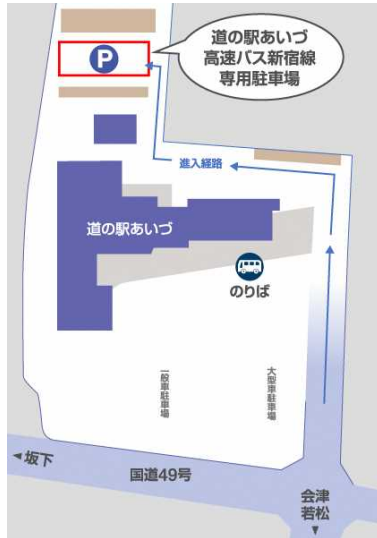 道の駅あいづ
高速バス新宿線
専用駐車場
P
進入経路
道の駅あいづ
のりば
一般車駐車場
大型車駐車場
◀坂下
国道49号
会津
若松
▼